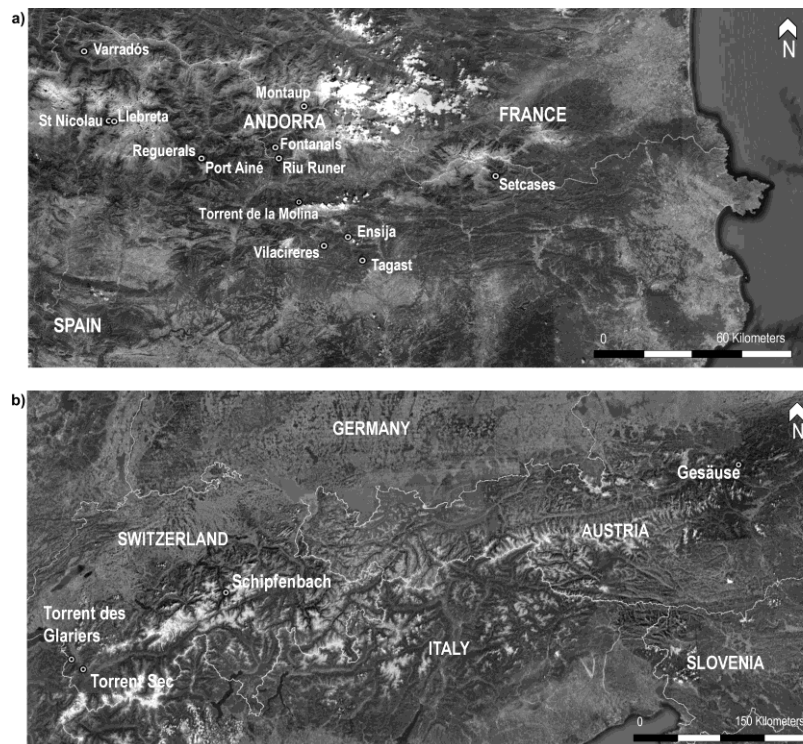 a)
N
Varradós
Montaup
St Nicolau Llebreta
ANDORRA
FRANCE
Fontanals
Reguerals
Port Ainé
Riu Runer
Setcases
Torrent de la Molina
Ensija
Vilacireres
Tagast
SPAIN
0 60 Kilometers
b)
N
GERMANY
Gesäuse
SWITZERLAND
AUSTRIA
Schipfenbach
Torrent des
Glariers
ITALY
SLOVENIA
Torrent Sec
0 150 Kilometers